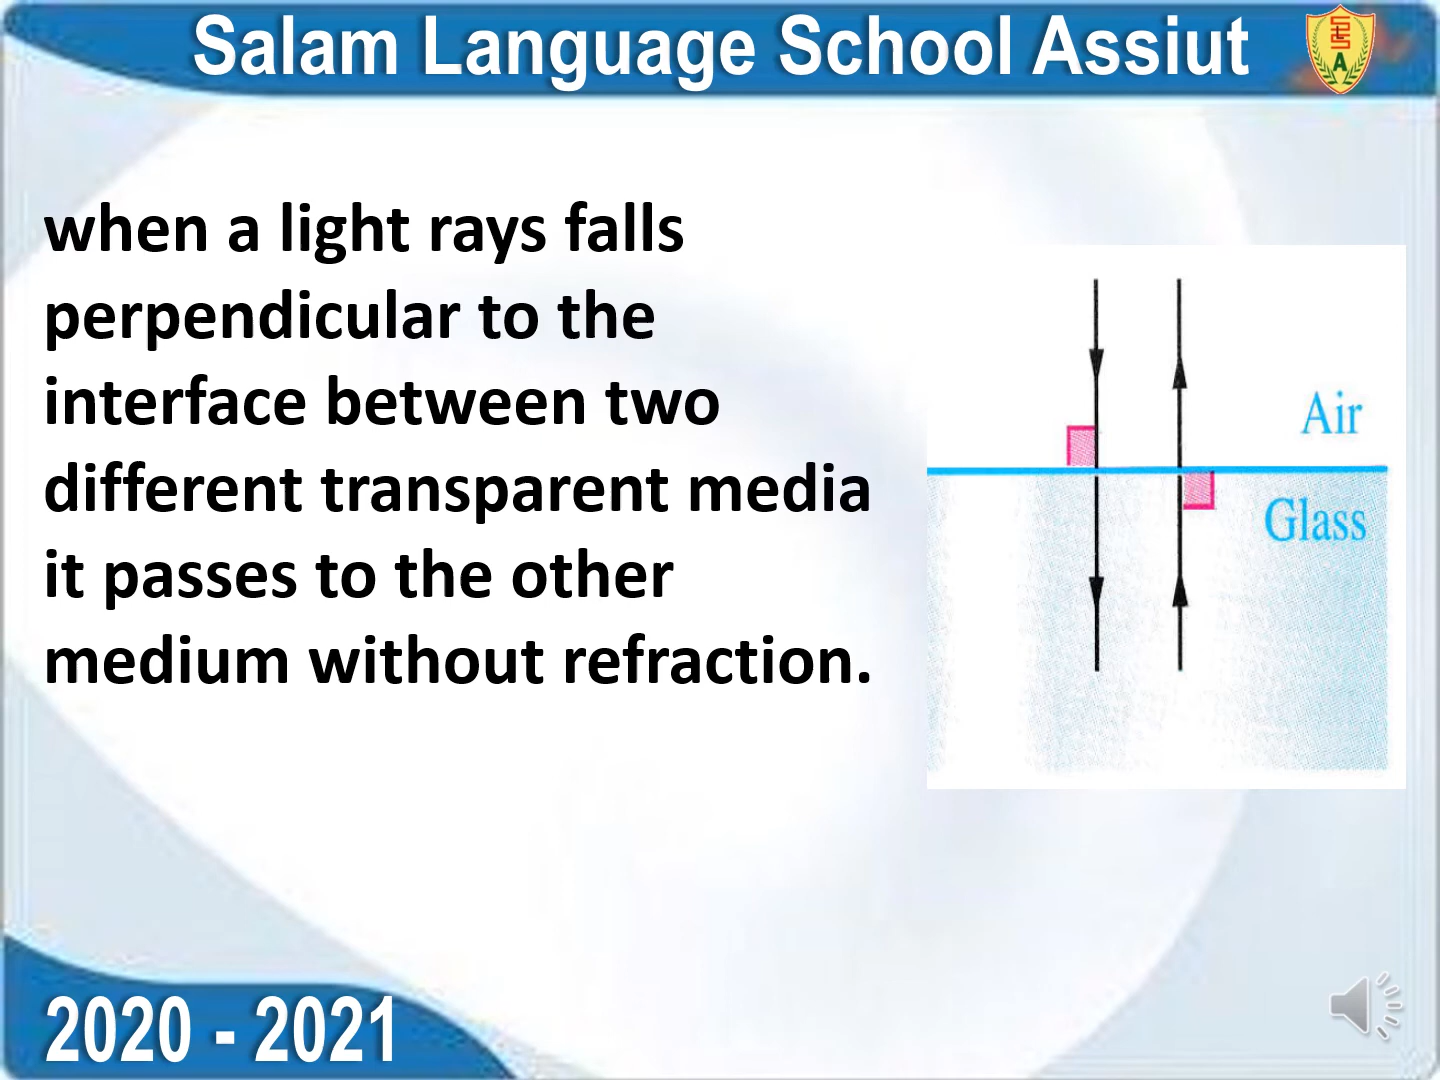 Salam Language School Assiut
when a light rays falls
perpendicular to the
interface between two
different transparent media
it passes to the other
medium without refraction.
Air
Glass
2020 - 2021